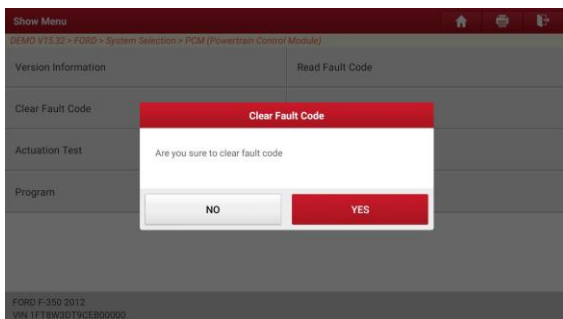 Show Menu
DEMO V15.32 > FORD > System Selection > PCM (Powertrain Control Module)
Version Information
Read Fault Code
Clear Fault Code
Clear Fault Code
Are you sure to clear fault code
Actuation Test
Program
NO
YES
FORD F-350 2012
VIN 1FT8W3DT9CEB00000